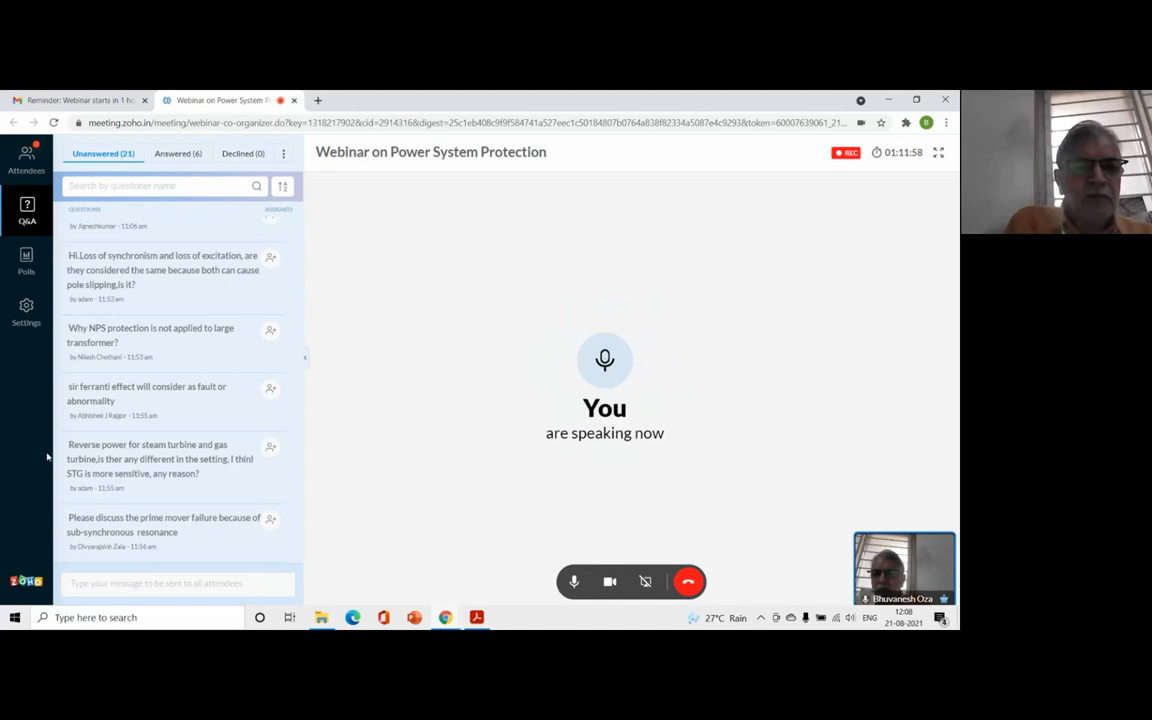 Reminder: Webinar starts in 1 ho
Webinar on Power System P
meeting.zoho.in/meeting/webinar-co-organizer.do?key=1318217902&cid=2914316&digest=25c1eb408c9f9f584741a527eec1c50184807b0764a838f82334a5087e4c9293&token=60007639061_21...
B
Attendees
Q&A
Polls
Settings
ZOHO
Unanswered (21)
Answered (6)
Declined (0)
Search by questioner name
QUESTIONS
ASSIGNED
by Jigneshkumar - 11:06 am
Hi.Loss of synchronism and loss of excitation, are
they considered the same because both can cause
pole slipping,is it?
by adam - 11:53 am
Why NPS protection is not applied to large
transformer?
by Nilesh Chothani - 11:53 am
sir ferranti effect will consider as fault or
abnormality
by Abhishek J Rajgor - 11:55 am
Reverse power for steam turbine and gas
turbine,is ther any different in the setting, I thinl
STG is more sensitive, any reason?
by adam - 11:55 am
Please discuss the prime mover failure because of
sub-synchronous resonance
by Divyarajsinh Zala - 11:56 am
Type your message to be sent to all attendees.
Webinar on Power System Protection
REC
01:11:58
You
are speaking now
Bhuvanesh Oza
Type here to search
27°C Rain
ENG
12:08
21-08-2021
4